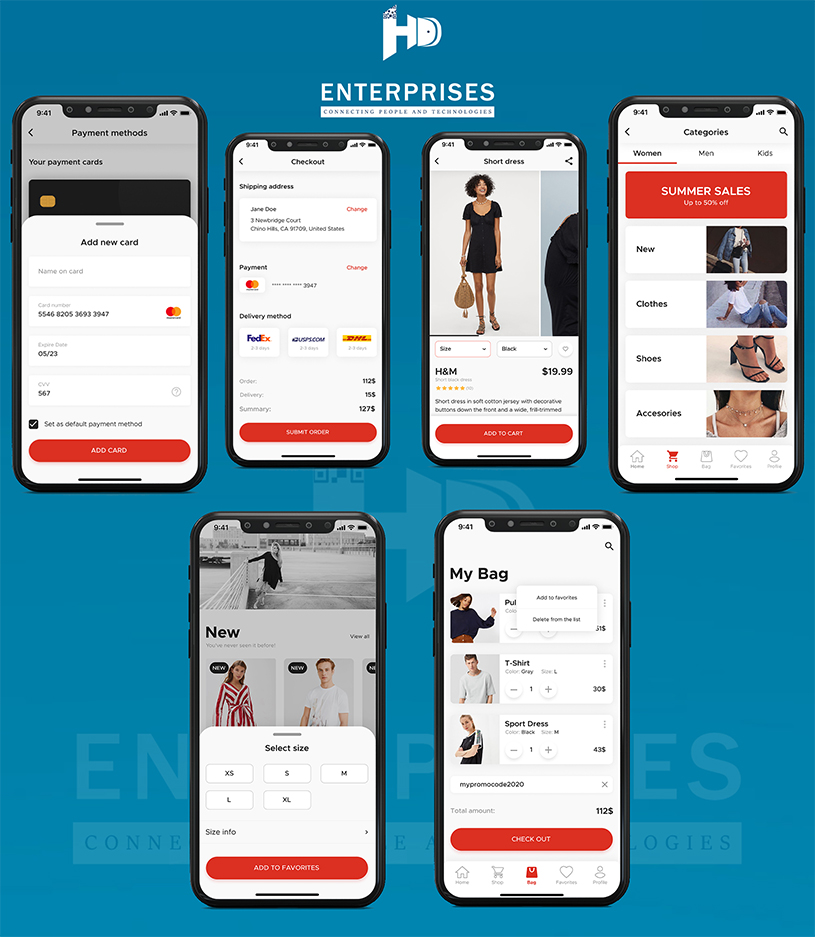 HD
ENTERPRISES
CONNECTING PEOPLE AND TECHNOLOGIES
9:41
Payment methods
Your payment cards
Add new card
Name on card
Card number
5546 8205 3693 3947
Expire Date
05/23
CVV
567
?
Set as default payment method
ADD CARD
9:41
Checkout
Shipping address
Jane Doe
Change
3 Newbridge Court
Chino Hills, CA 91709, United States
Payment
Change
**** **** **** 3947
Delivery method
FedEx
2-3 days
USPS.COM
2-3 days
DHL
2-3 days
Order:
112$
Delivery:
15$
Summary:
127$
SUBMIT ORDER
9:41
Short dress
Size
Black
H&M
$19.99
Short black dress
(10)
Short dress in soft cotton jersey with decorative
buttons down the front and a wide, frill-trimmed
ADD TO CART
9:41
Categories
Women
Men
Kids
SUMMER SALES
Up to 50% off
New
Clothes
Shoes
Accesories
Home
Shop
Bag
Favorites
Profile
9:41
New
View all
You've never seen it before!
NEW
NEW
Select size
XS
S
M
L
XL
Size info
ADD TO FAVORITES
9:41
My Bag
Pul
Colo
Add to favorites
Delete from the list
51$
T-Shirt
Color: Gray Size: L
1
30$
Sport Dress
Color: Black Size: M
1
43$
mypromocode2020
Total amount:
112$
CHECK OUT
Home
Shop
Bag
Favorites
Profile